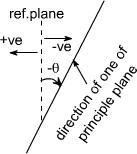 ref.plane
+ve
-ve
-θ
direction of one of
principle plane